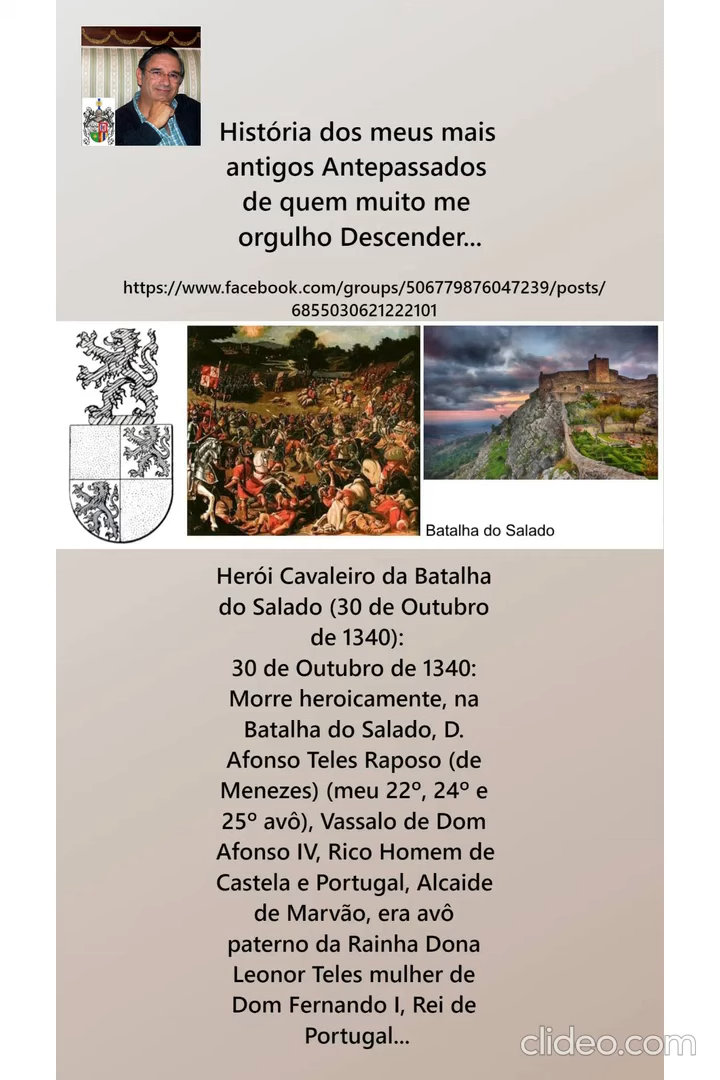 História dos meus mais
antigos Antepassados
de quem muito me
orgulho Descender...
https://www.facebook.com/groups/506779876047239/posts/
6855030621222101
Batalha do Salado
Herói Cavaleiro da Batalha
do Salado (30 de Outubro
de 1340):
30 de Outubro de 1340:
Morre heroicamente, na
Batalha do Salado, D.
Afonso Teles Raposo (de
Menezes) (meu 22º, 24º e
25º avô), Vassalo de Dom
Afonso IV, Rico Homem de
Castela e Portugal, Alcaide
de Marvão, era avô
paterno da Rainha Dona
Leonor Teles mulher de
Dom Fernando I, Rei de
Portugal...
clideo.com